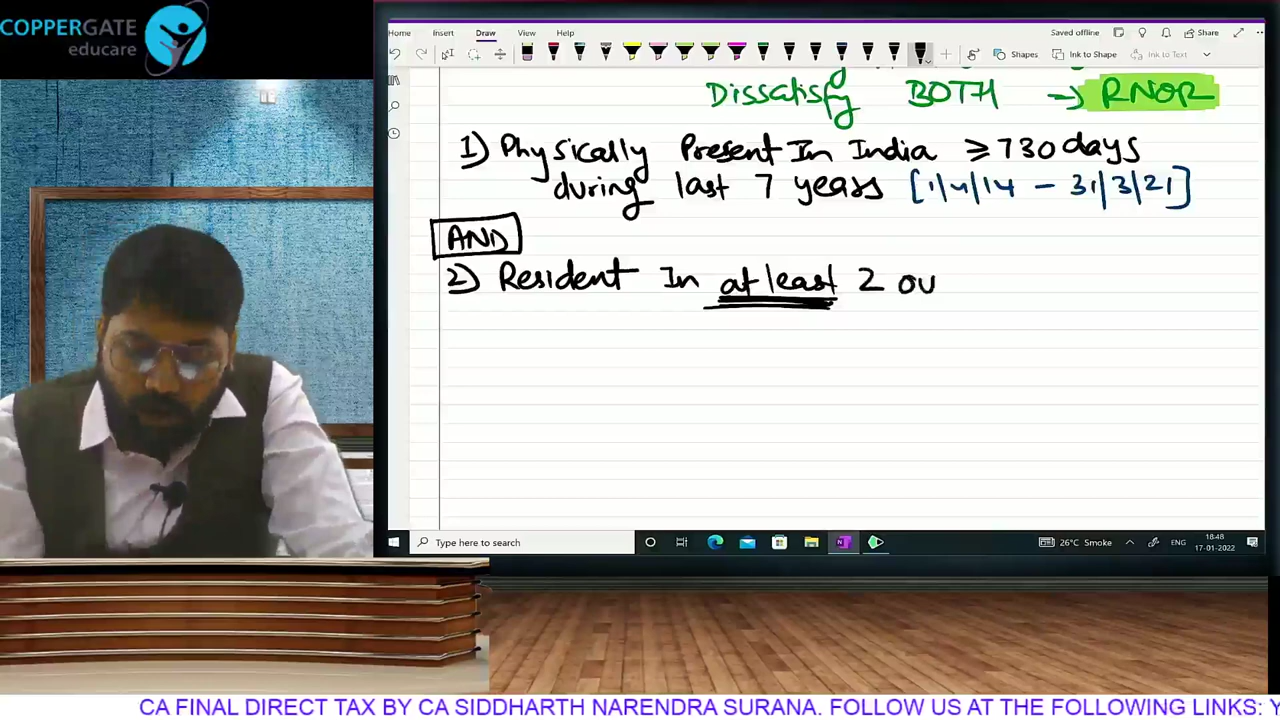 COPPERGATE
educare
Home Insert Draw View Help
Saved offline
Share
Shapes
Ink to Shape
Ink to Text
Dissatisfy BOTH → RNOR
1) Physically Present In India ≥ 730 days
during last 7 years [1/4/14 - 31/3/21]
AND
2) Resident In at least 2 ou
Type here to search
26°C Smoke
ENG
18:48
17-01-2022
CA FINAL DIRECT TAX BY CA SIDDHARTH NARENDRA SURANA. FOLLOW US AT THE FOLLOWING LINKS: Y